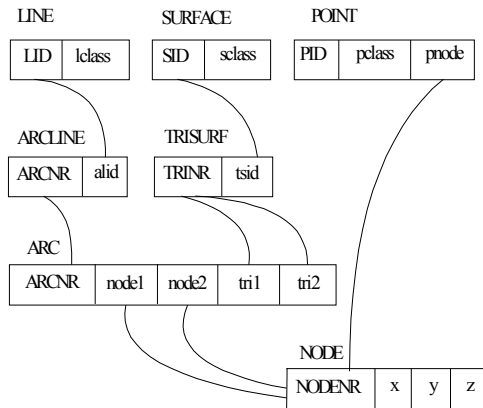 LINE SURFACE POINT
LID lclass SID sclass PID pclass pnode
ARCLINE TRISURF
ARCNR alid TRINR tsid
ARC
ARCNR node1 node2 tri1 tri2
NODE
NODENR x y z